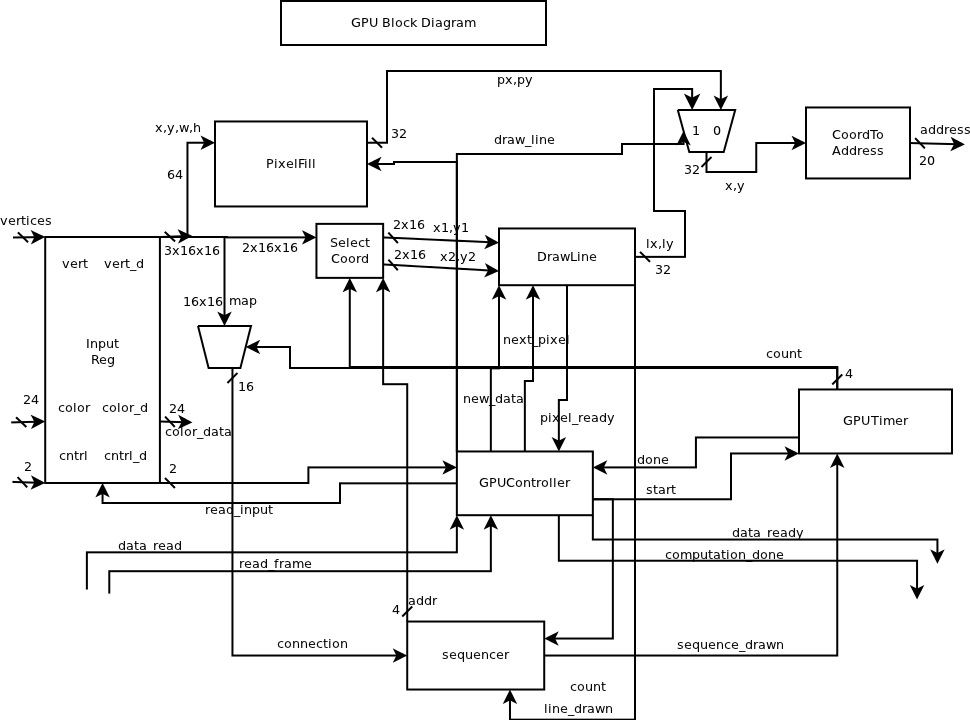 GPU Block Diagram
px,py
x,y,w,h
32
draw_line
1 0
CoordTo
Address
address
20
PixelFill
64
32
x,y
vertices
3x16x16
2x16x16
Select
Coord
2x16 x1,y1
2x16 x2,y2
DrawLine
lx,ly
32
vert vert_d
16x16 map
Input
Reg
next_pixel
count
4
16
24
color color_d
24
color_data
new_data
pixel_ready
GPUTimer
2
cntrl cntrl_d
2
GPUController
done
start
read_input
data_read
read_frame
data_ready
computation_done
4 addr
connection
sequencer
sequence_drawn
count
line_drawn